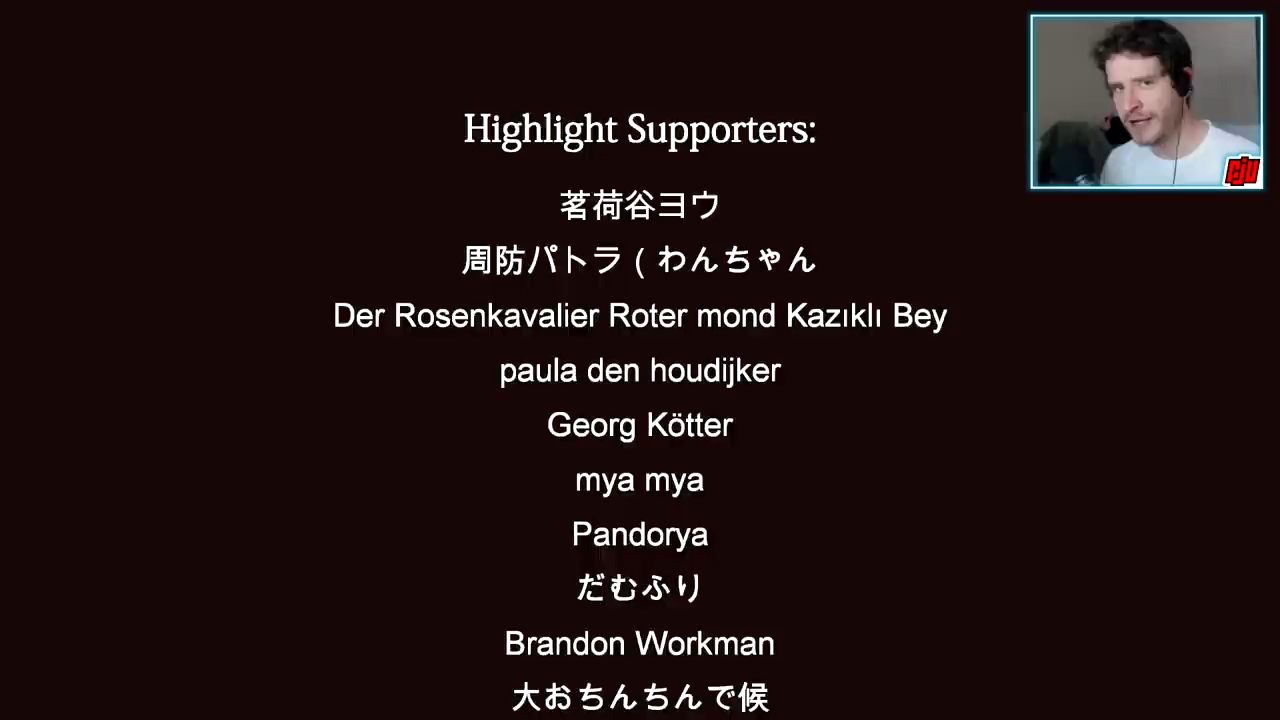 Highlight Supporters:
茗荷谷ヨウ
周防パトラ ( わんちゃん
Der Rosenkavalier Roter mond Kazıklı Bey
paula den houdijker
Georg Kötter
mya mya
Pandorya
だむふり
Brandon Workman
大おちんちんで候
CJU